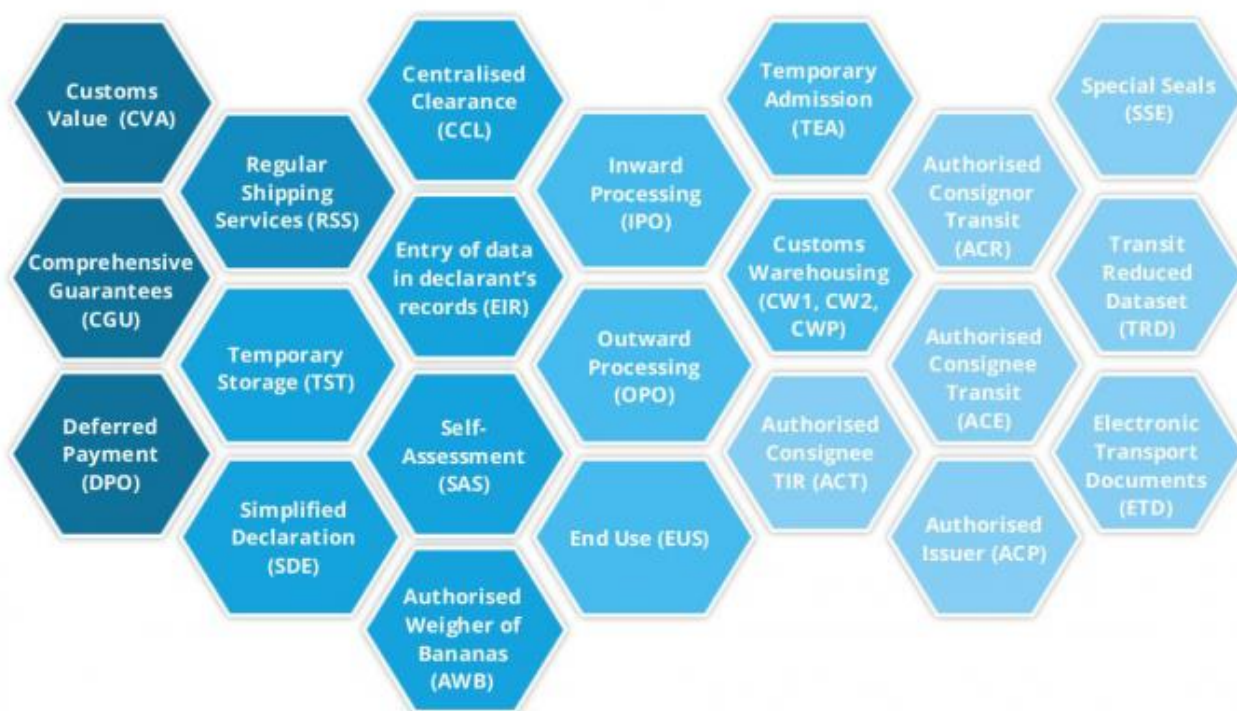 Customs
Value (CVA)
Comprehensive
Guarantees
(CGU)
Deferred
Payment
(DPO)
Regular
Shipping
Services (RSS)
Temporary
Storage (TST)
Simplified
Declaration
(SDE)
Centralised
Clearance
(CCL)
Entry of data
in declarant's
records (EIR)
Self-
Assessment
(SAS)
Authorised
Weigher of
Bananas
(AWB)
Inward
Processing
(IPO)
Outward
Processing
(OPO)
End Use (EUS)
Temporary
Admission
(TEA)
Customs
Warehousing
(CW1, CW2,
CWP)
Authorised
Consignee
TIR (ACT)
Authorised
Consignor
Transit
(ACR)
Authorised
Consignee
Transit
(ACE)
Authorised
Issuer (ACP)
Special Seals
(SSE)
Transit
Reduced
Dataset
(TRD)
Electronic
Transport
Documents
(ETD)